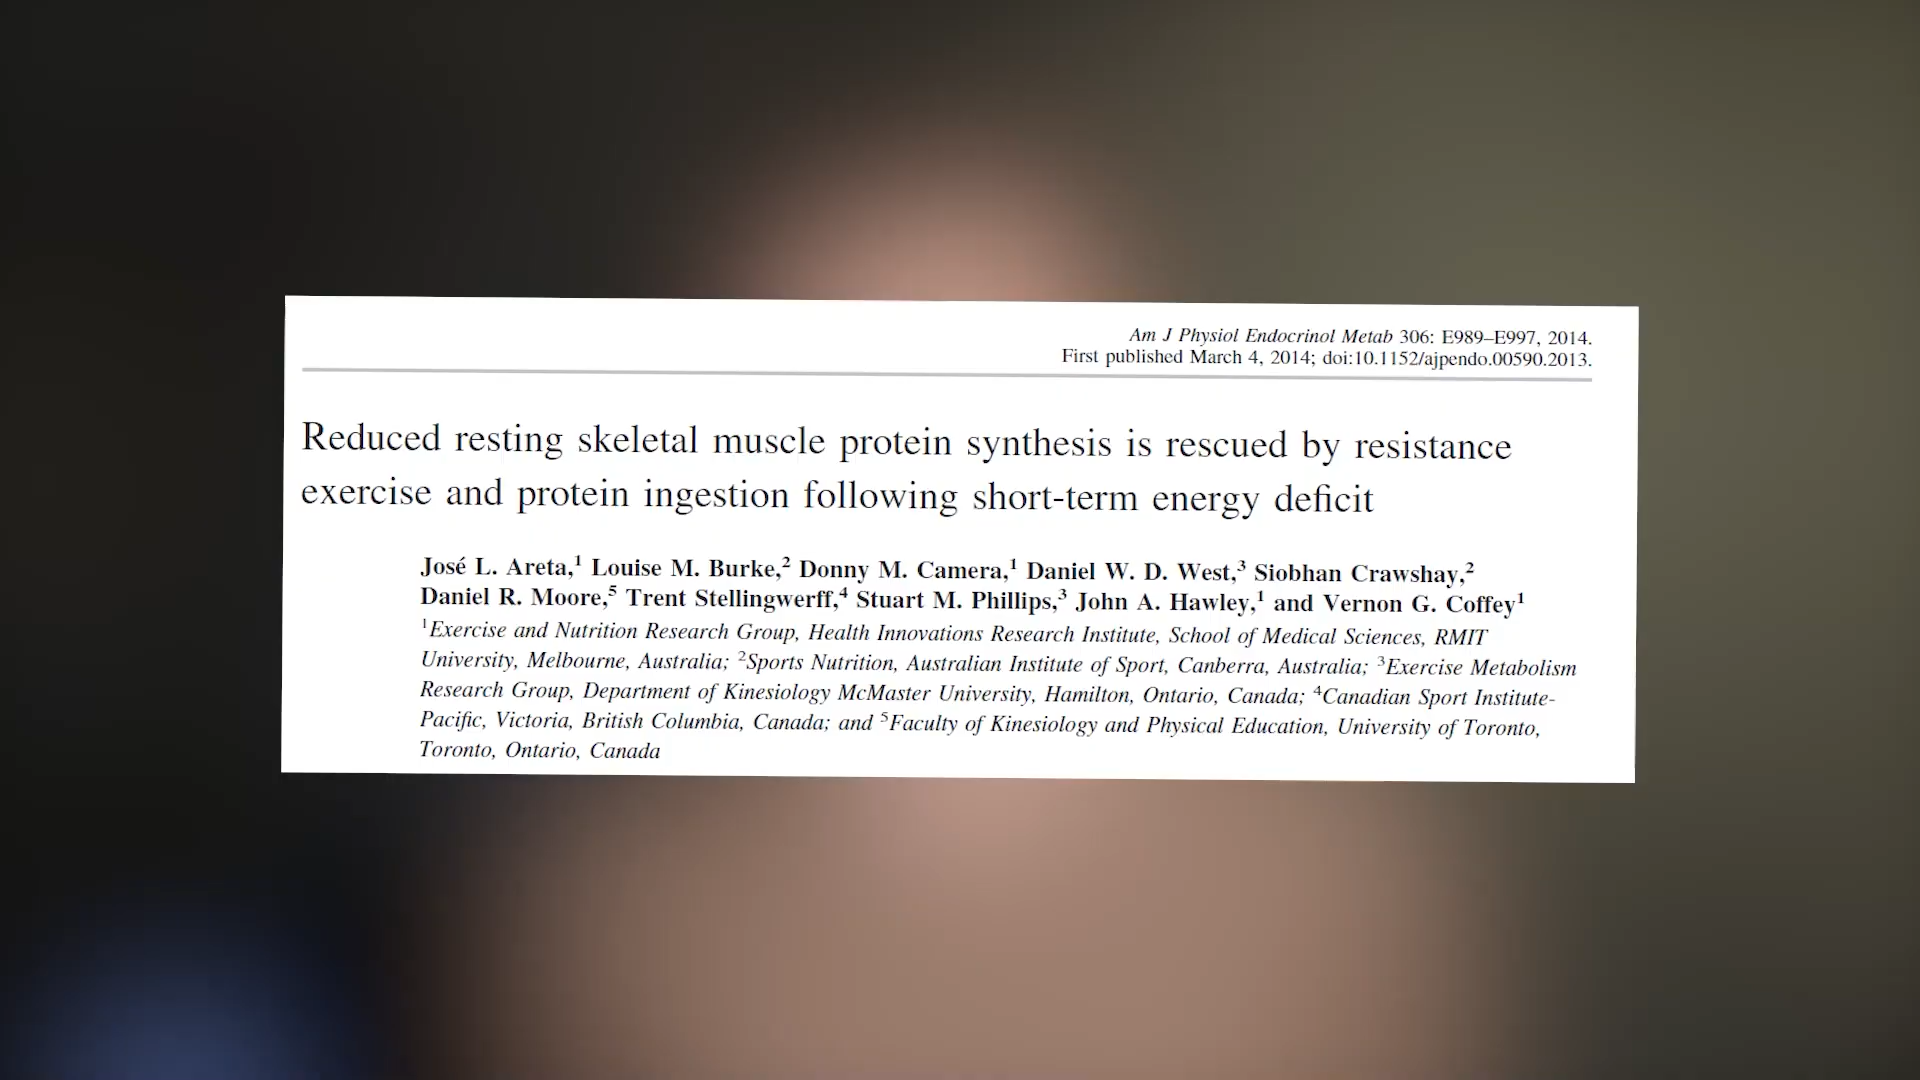 Am J Physiol Endocrinol Metab 306: E989–E997, 2014.
First published March 4, 2014; doi:10.1152/ajpendo.00590.2013.
Reduced resting skeletal muscle protein synthesis is rescued by resistance
exercise and protein ingestion following short-term energy deficit
José L. Areta,¹ Louise M. Burke,² Donny M. Camera,¹ Daniel W. D. West,³ Siobhan Crawshay,²
Daniel R. Moore,⁵ Trent Stellingwerff,⁴ Stuart M. Phillips,³ John A. Hawley,¹ and Vernon G. Coffey¹
¹Exercise and Nutrition Research Group, Health Innovations Research Institute, School of Medical Sciences, RMIT
University, Melbourne, Australia; ²Sports Nutrition, Australian Institute of Sport, Canberra, Australia; ³Exercise Metabolism
Research Group, Department of Kinesiology McMaster University, Hamilton, Ontario, Canada; ⁴Canadian Sport Institute-
Pacific, Victoria, British Columbia, Canada; and ⁵Faculty of Kinesiology and Physical Education, University of Toronto,
Toronto, Ontario, Canada